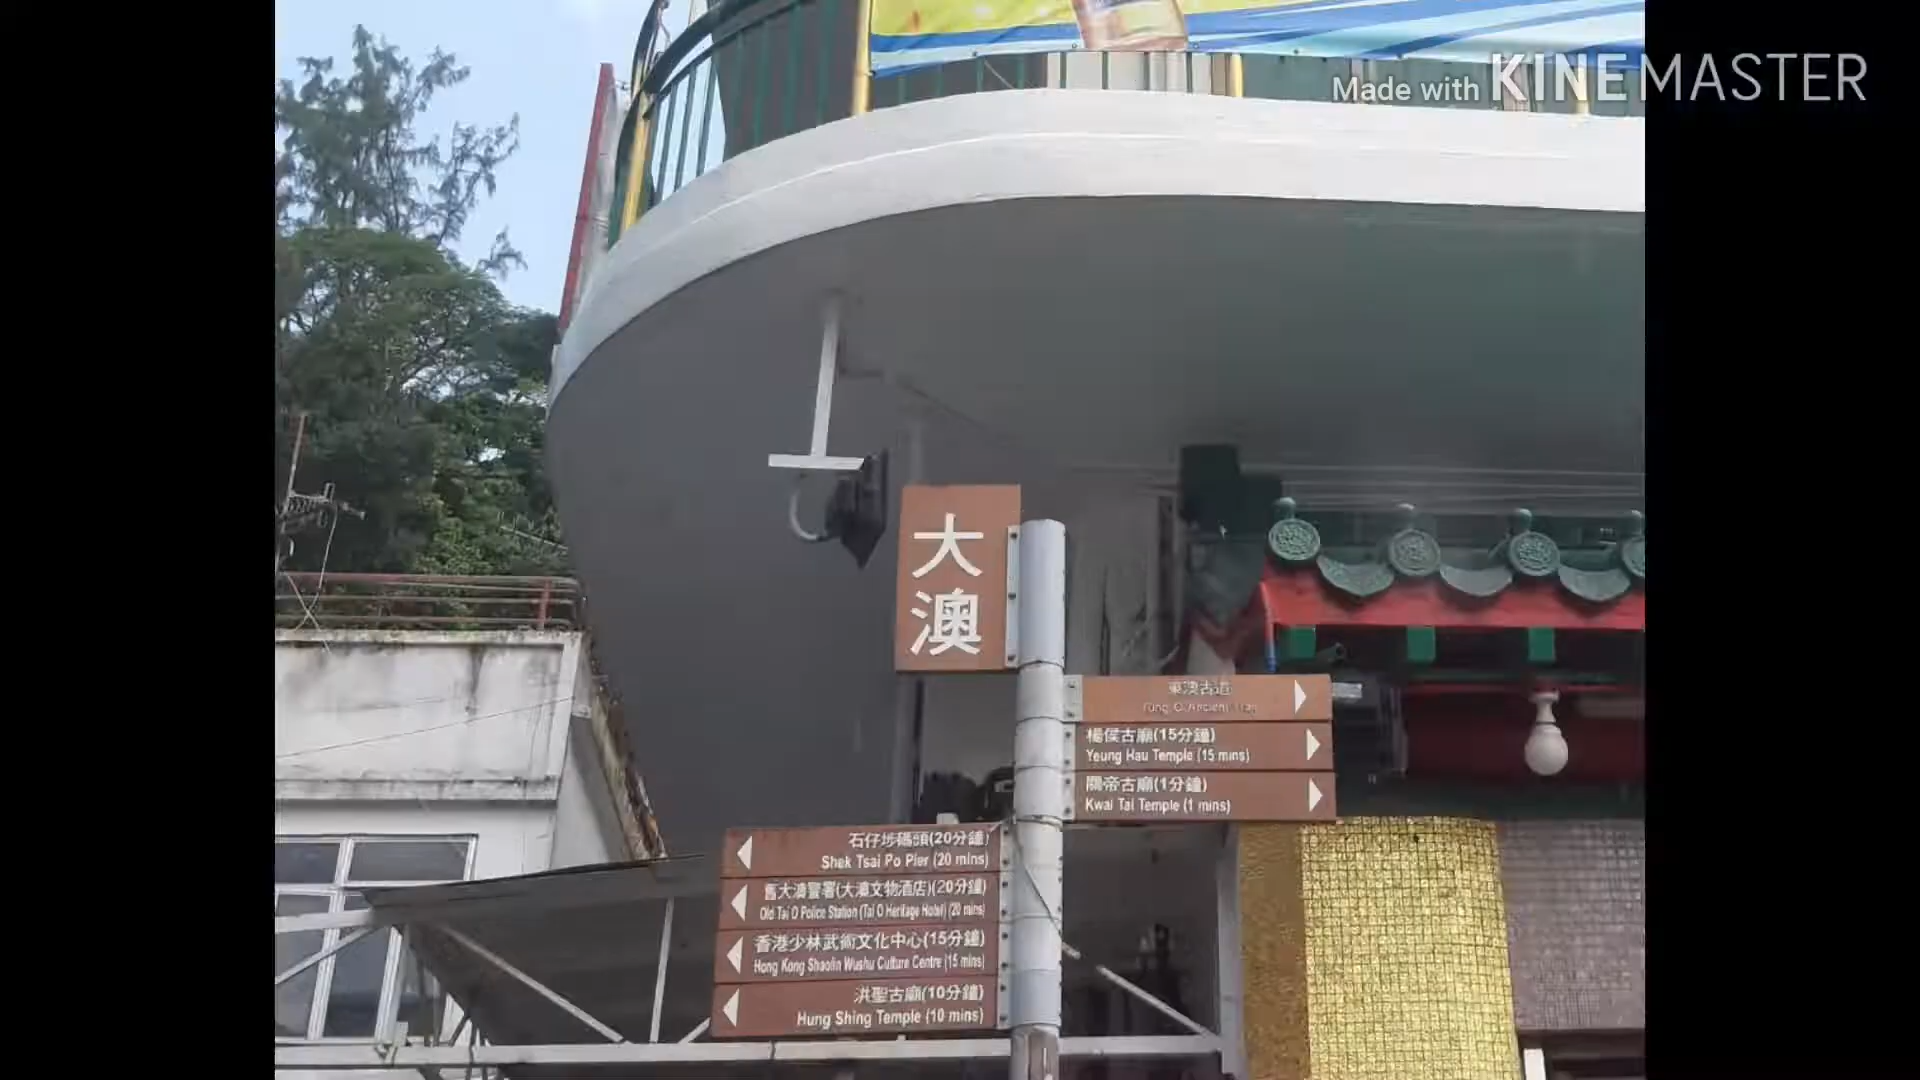 Made with KINEMASTER
大
澳
東澳古道
Tung O Ancient Trail
楊侯古廟(15分鐘)
Yeung Hau Temple (15 mins)
關帝古廟(1分鐘)
Kwai Tai Temple (1 mins)
石仔埗碼頭(20分鐘)
Shek Tsai Po Pier (20 mins)
舊大澳警署(大澳文物酒店)(20分鐘)
Old Tai O Police Station (Tai O Heritage Hotel) (20 mins)
香港少林武術文化中心(15分鐘)
Hong Kong Shaolin Wushu Culture Centre (15 mins)
洪聖古廟(10分鐘)
Hung Shing Temple (10 mins)